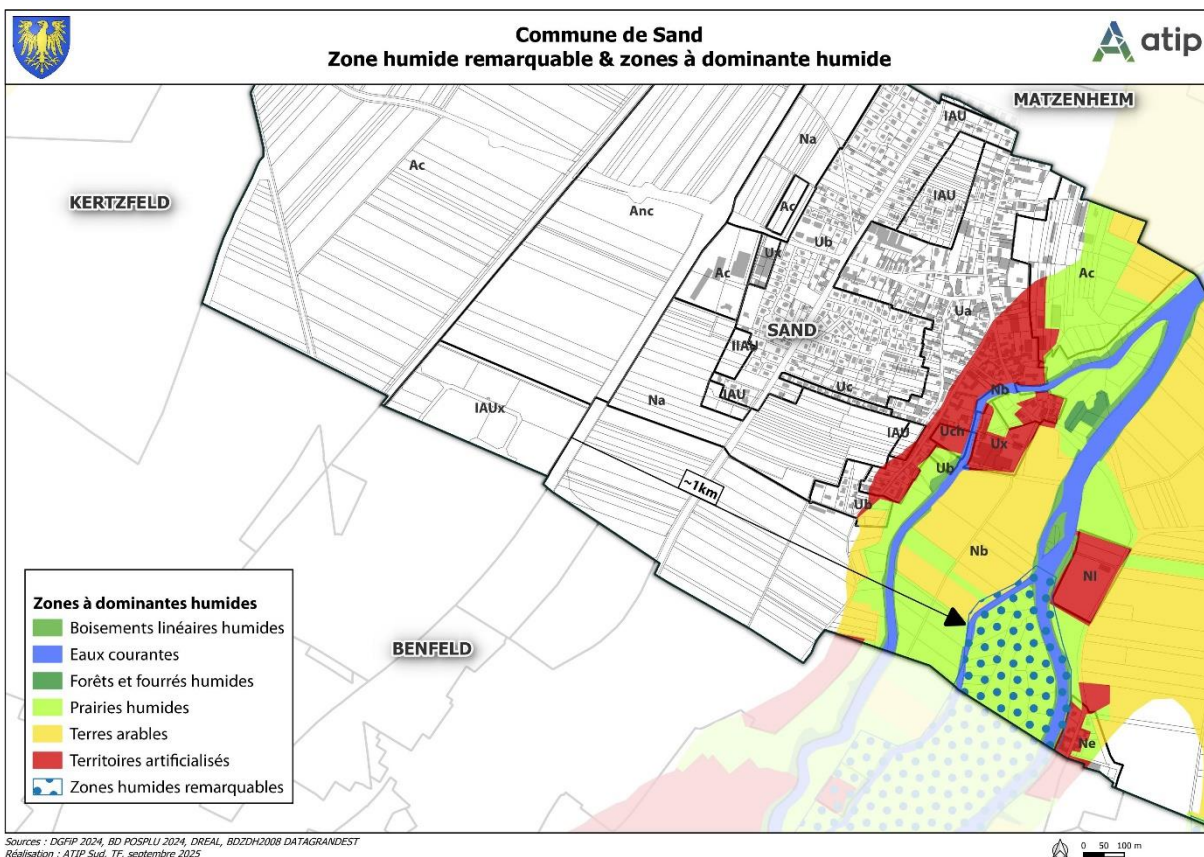 Commune de Sand
Zone humide remarquable & zones à dominante humide
atip
MATZENHEIM
IAU
Na
Ac
KERTZFELD
Anc
Ac
IAU
Ub
Ux
Ac
Ac
Ua
SAND
IIAU
Uc
Nb
IAU
Na
IAUx
IAU
Uch
Ux
Ub
~1km
Ub
Nb
Nl
BENFELD
Ne
Zones à dominantes humides
Boisements linéaires humides
Eaux courantes
Forêts et fourrés humides
Prairies humides
Terres arables
Territoires artificialisés
Zones humides remarquables
Sources : DGFiP 2024, BD POSPLU 2024, DREAL, BDZDH2008 DATAGRANDEST
Réalisation : ATIP Sud, TF, septembre 2025
0 50 100 m